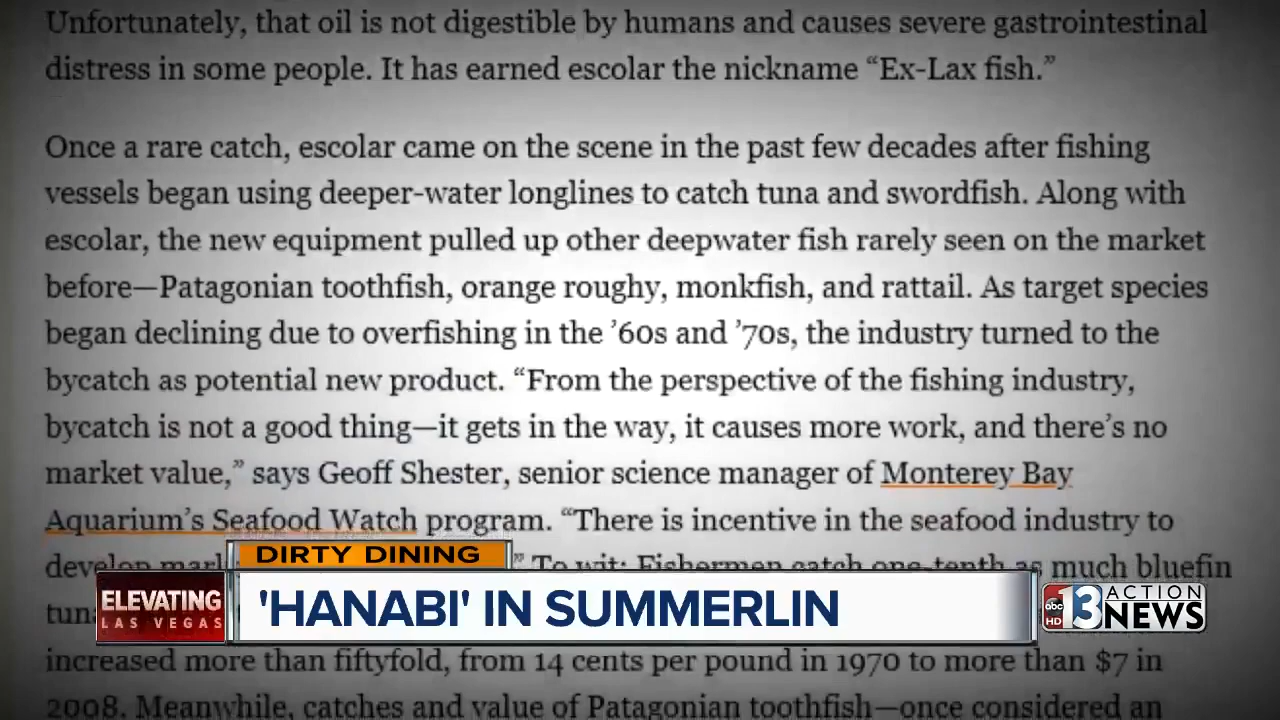 Unfortunately, that oil is not digestible by humans and causes severe gastrointestinal
distress in some people. It has earned escolar the nickname “Ex-Lax fish.”
Once a rare catch, escolar came on the scene in the past few decades after fishing
vessels began using deeper-water longlines to catch tuna and swordfish. Along with
escolar, the new equipment pulled up other deepwater fish rarely seen on the market
before—Patagonian toothfish, orange roughy, monkfish, and rattail. As target species
began declining due to overfishing in the ’60s and ’70s, the industry turned to the
bycatch as potential new product. “From the perspective of the fishing industry,
bycatch is not a good thing—it gets in the way, it causes more work, and there’s no
market value,” says Geoff Shester, senior science manager of Monterey Bay
Aquarium’s Seafood Watch program. “There is incentive in the seafood industry to
” To wit: Fishermen catch one-tenth as much bluefin
DIRTY DINING
ELEVATING
LAS VEGAS
'HANABI' IN SUMMERLIN
abc
HD
13
ACTION
NEWS
increased more than fiftyfold, from 14 cents per pound in 1970 to more than $7 in
2008. Meanwhile, catches and value of Patagonian toothfish—once considered an